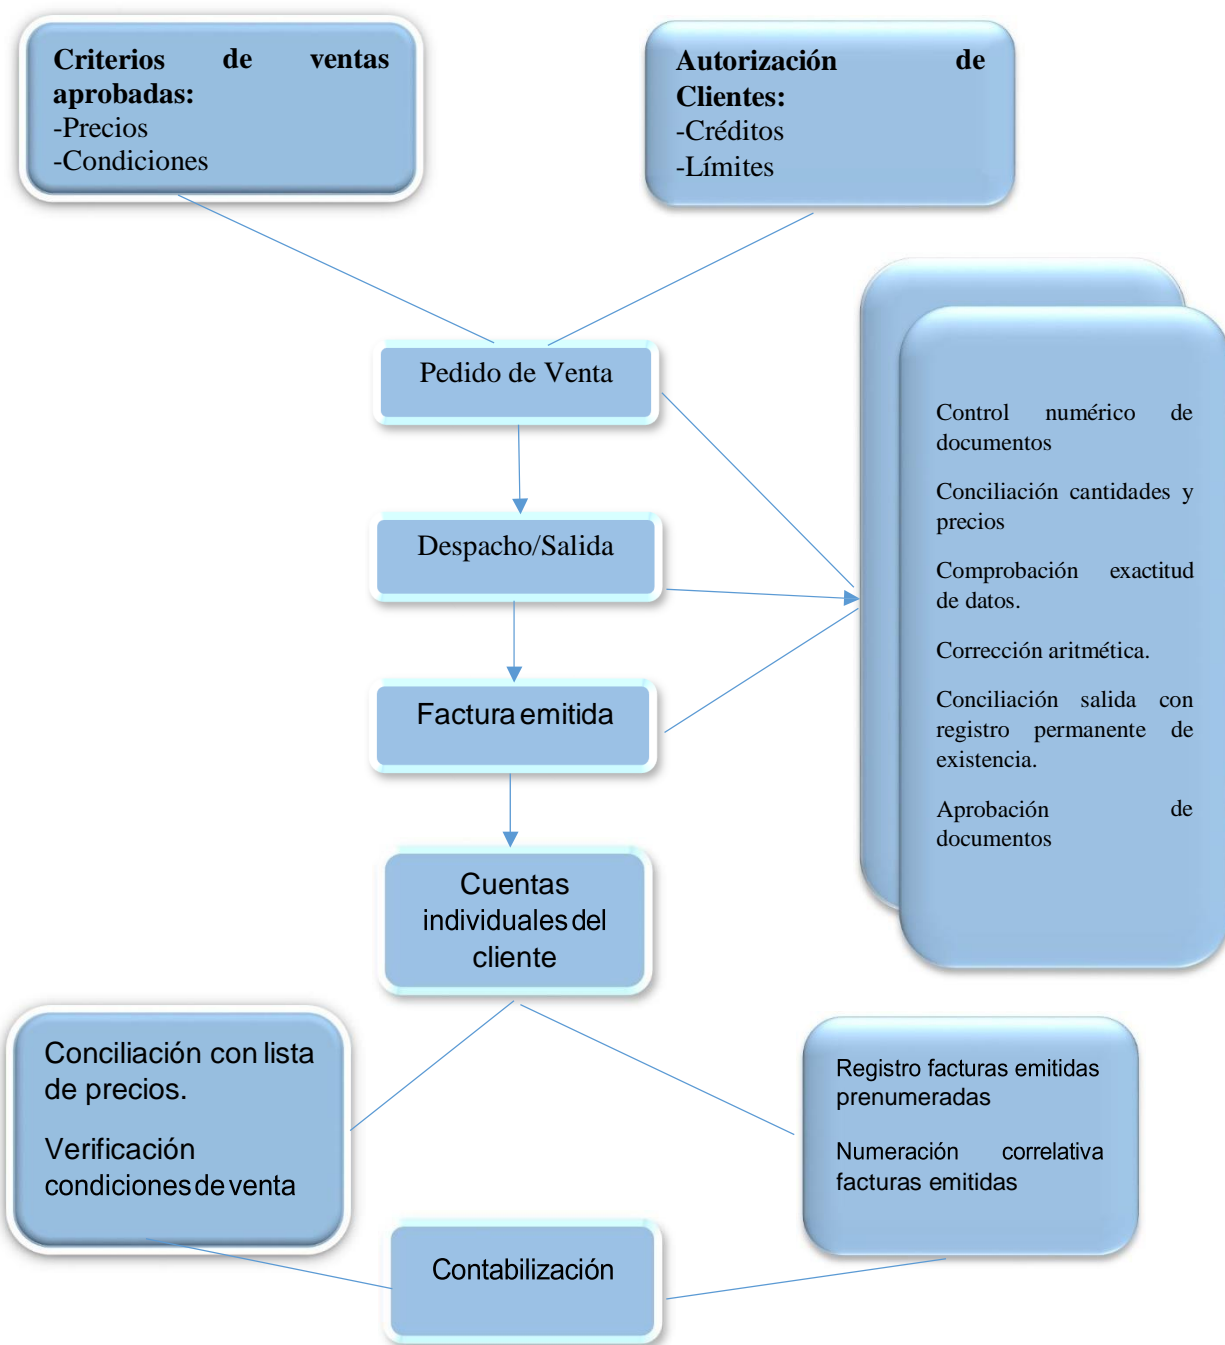 Criterios de ventas
aprobadas:
-Precios
-Condiciones
Autorización de
Clientes:
-Créditos
-Límites
Pedido de Venta
Despacho/Salida
Factura emitida
Control numérico de
documentos
Conciliación cantidades y
precios
Comprobación exactitud
de datos.
Corrección aritmética.
Conciliación salida con
registro permanente de
existencia.
Aprobación de
documentos
Cuentas
individuales del
cliente
Conciliación con lista
de precios.
Verificación
condiciones de venta
Registro facturas emitidas
prenumeradas
Numeración correlativa
facturas emitidas
Contabilización